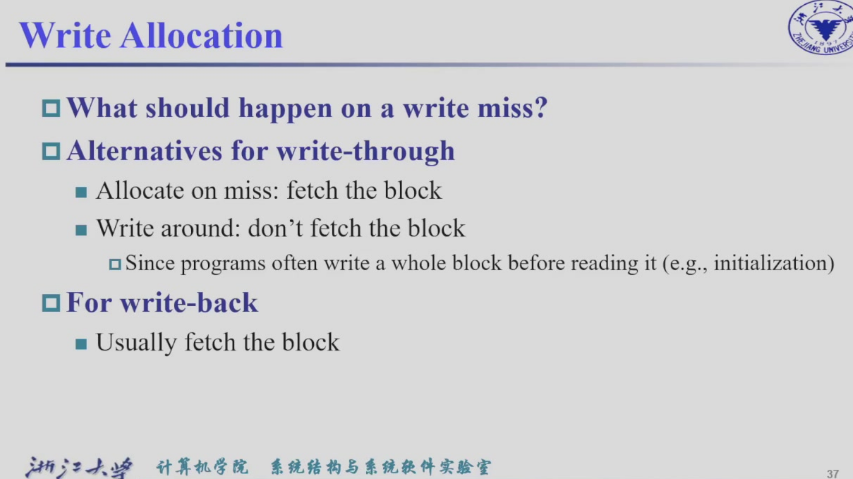 Write Allocation
What should happen on a write miss?
Alternatives for write-through
Allocate on miss: fetch the block
Write around: don’t fetch the block
Since programs often write a whole block before reading it (e.g., initialization)
For write-back
Usually fetch the block
浙江大学 计算机学院 系统结构与系统软件实验室
37